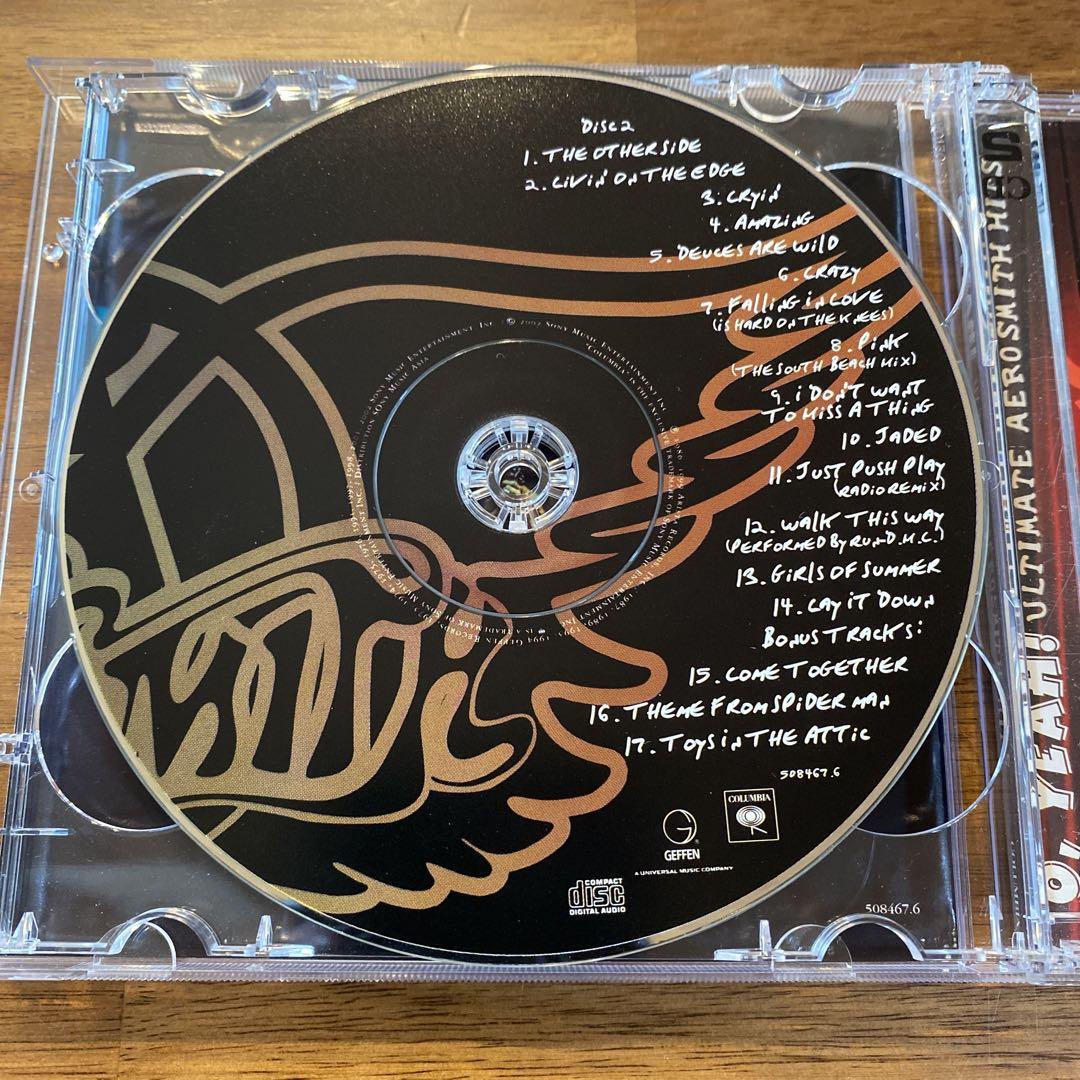 Disc 2
1. THE OTHER SIDE
2. Livin' ON THE EDGE
3. CRyiN
4. AMAZING
5. DEUCES ARE WilD
6. CRAZY
7. FAlliNG iN LOVE
(iS HARD ON THE KNEES)
8. PiNK
(THE SOUTH BEACH MiX)
9. i DON'T WANT
TO MiSS A THiNG
10. JADED
11. JUST PUSH PlAy
(RADIO REMiX)
12. WALK THiS WAy
(PERFORMED By RUN D.M.C.)
13. GiRLS OF SUMMER
14. LAy iT DOWN
BONUS TRACKS:
15. COME TOGETHER
16. THEME FROM SPiDER MAN
17. TOYS iN THE ATTiC
508467.6
GEFFEN
A UNIVERSAL MUSIC COMPANY
COLUMBIA
COMPACT
disc
DIGITAL AUDIO
508467.6
O, YEAH! ULTIMATE AEROSMITH HITS